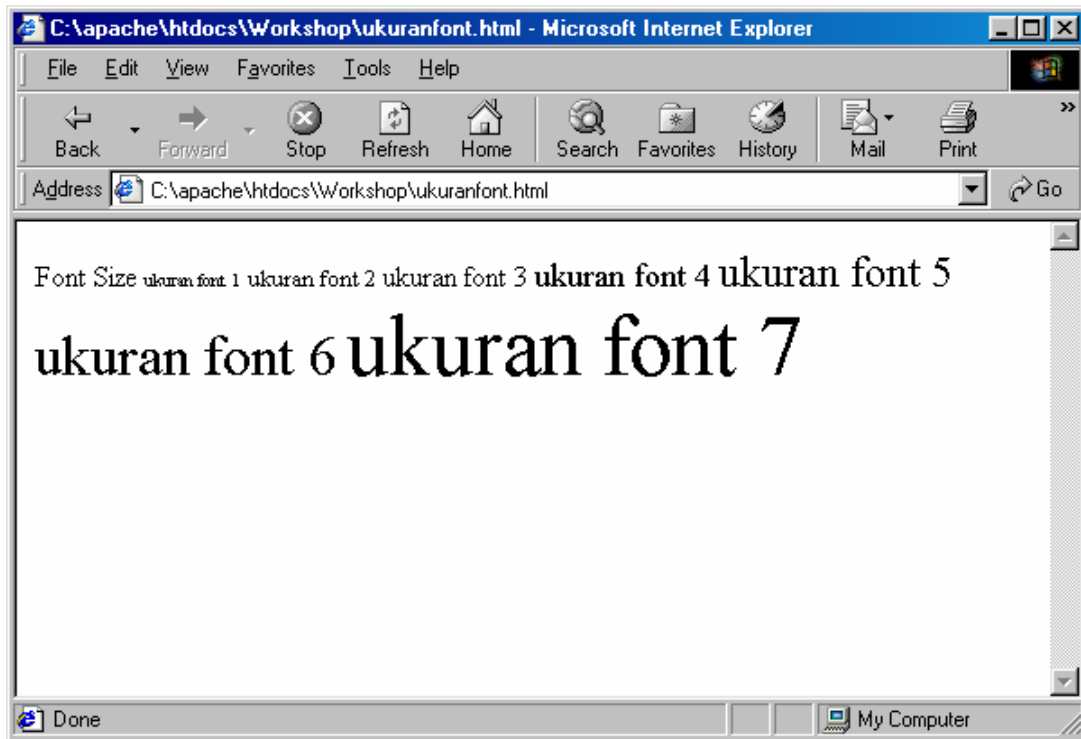 C:\apache\htdocs\Workshop\ukuranfont.html - Microsoft Internet Explorer
File Edit View Favorites Tools Help
Back Forward Stop Refresh Home Search Favorites History Mail Print »
Address C:\apache\htdocs\Workshop\ukuranfont.html Go
Font Size ukuran font 1 ukuran font 2 ukuran font 3 ukuran font 4 ukuran font 5
ukuran font 6 ukuran font 7
Done My Computer